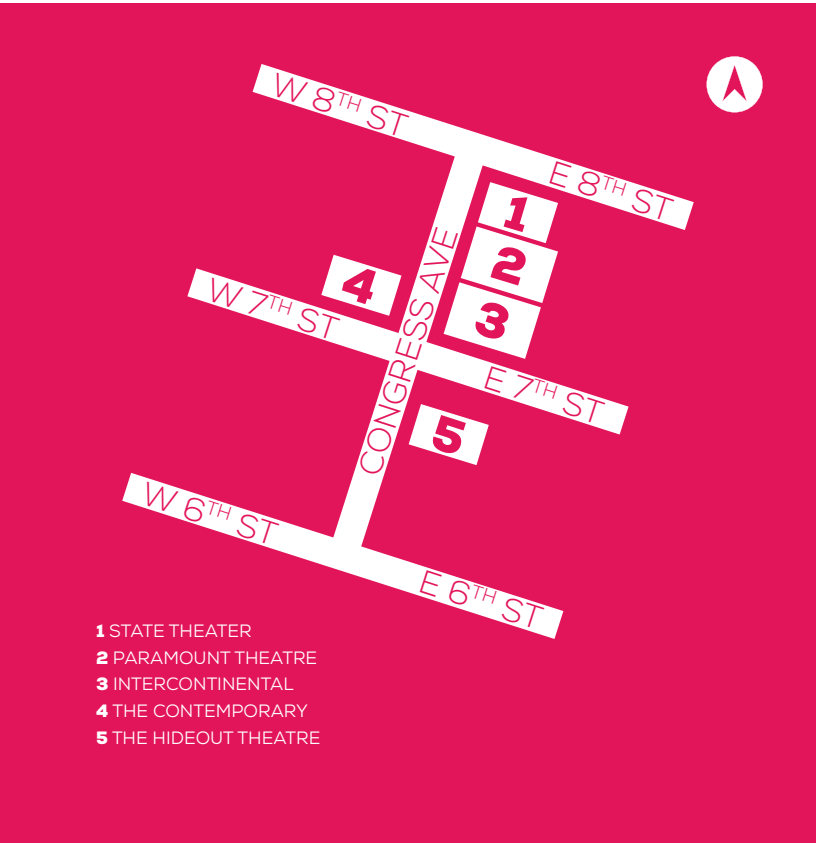 W 8TH ST
E 8TH ST
1
2
CONGRESS AVE
4
W 7TH ST
3
E 7TH ST
5
W 6TH ST
E 6TH ST
1 STATE THEATER
2 PARAMOUNT THEATRE
3 INTERCONTINENTAL
4 THE CONTEMPORARY
5 THE HIDEOUT THEATRE